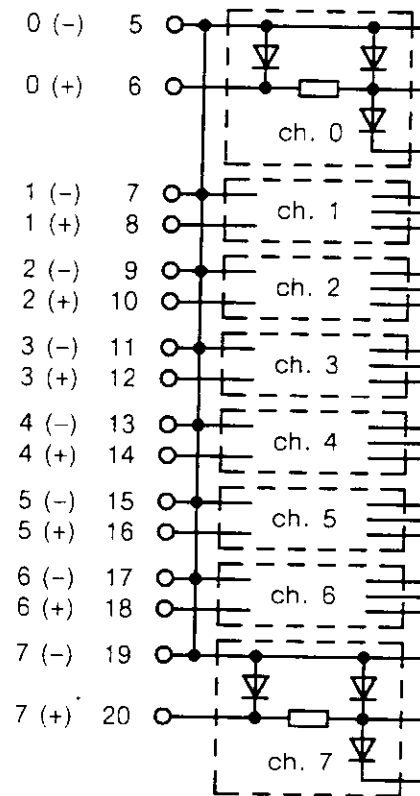 0 (-) 5
0 (+) 6
ch. 0
1 (-) 7
1 (+) 8
ch. 1
2 (-) 9
2 (+) 10
ch. 2
3 (-) 11
3 (+) 12
ch. 3
4 (-) 13
4 (+) 14
ch. 4
5 (-) 15
5 (+) 16
ch. 5
6 (-) 17
6 (+) 18
ch. 6
7 (-) 19
7 (+) 20
ch. 7